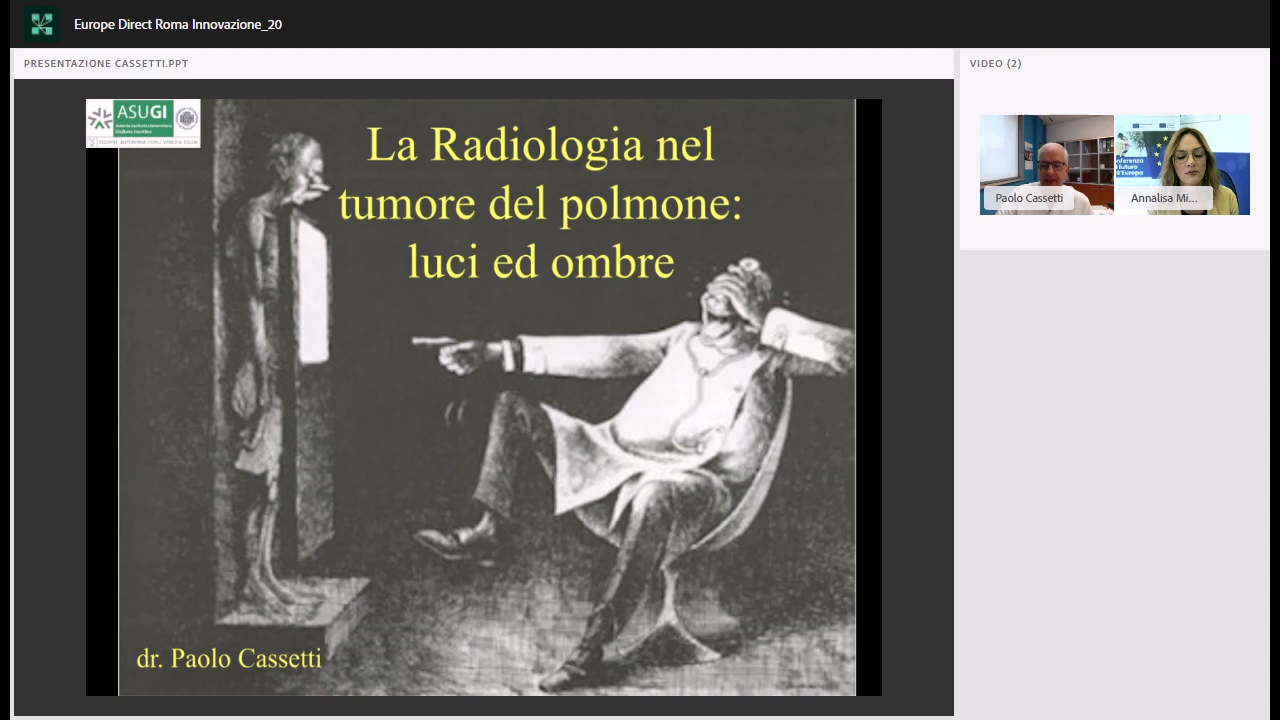 Europe Direct Roma Innovazione_20
PRESENTAZIONE CASSETTI.PPT
VIDEO (2)
ASUGI
La Radiologia nel
tumore del polmone:
luci ed ombre
dr. Paolo Cassetti
Paolo Cassetti
Annalisa Mi...